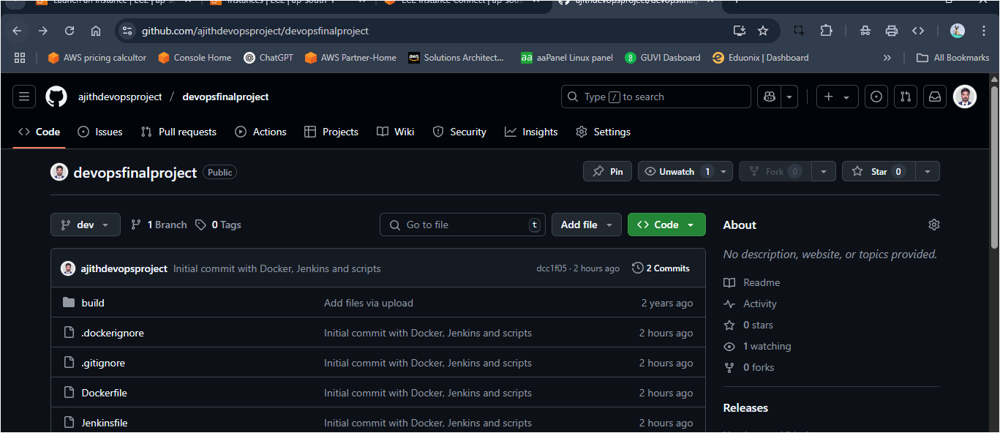 Launch an instance | EC2 | ap-south-1
Instances | EC2 | ap-south-1
EC2 Instance Connect | ap-sout
ajithdevopsproject/devopsfinalp
github.com/ajithdevopsproject/devopsfinalproject
AWS pricing calcultor
Console Home
ChatGPT
AWS Partner-Home
aws
Solutions Architect...
aa
aaPanel Linux panel
8
GUVI Dasboard
Eduonix | Dashboard
»
All Bookmarks
ajithdevopsproject / devopsfinalproject
Type / to search
Code
Issues
Pull requests
Actions
Projects
Wiki
Security
Insights
Settings
devopsfinalproject Public
Pin
Unwatch 1
Fork 0
Star 0
dev
1 Branch
0 Tags
Go to file
t
Add file
Code
About
No description, website, or topics provided.
ajithdevopsproject Initial commit with Docker, Jenkins and scripts dcc1f05 · 2 hours ago 2 Commits
build Add files via upload 2 years ago
.dockerignore Initial commit with Docker, Jenkins and scripts 2 hours ago
.gitignore Initial commit with Docker, Jenkins and scripts 2 hours ago
Dockerfile Initial commit with Docker, Jenkins and scripts 2 hours ago
Jenkinsfile Initial commit with Docker, Jenkins and scripts 2 hours ago
Readme
Activity
0 stars
1 watching
0 forks
Releases